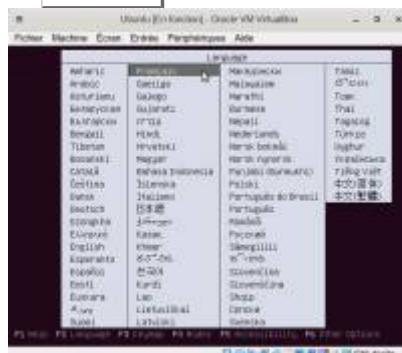 Ubuntu [En fonction] - Oracle VM VirtualBox
Fichier Machine Écran Entrée Périphériques Aide
Language
Amharic Français Македонски Tamil
Arabic Gaeilge Malayalam
Asturianu Galego Marathi Thai
Беларуская Gujarati Burmese Tagalog
Български עברית Nepali Türkçe
Bengali Hindi Nederlands Uyghur
Tibetan Hrvatski Norsk bokmål Українська
Bosanski Magyar Norsk nynorsk Tiếng Việt
Català Bahasa Indonesia Punjabi (Gurmukhi) 中文(简体)
Čeština Íslenska Polski 中文(繁體)
Dansk Italiano Português do Brasil
Deutsch 日本語 Português
Dzongkha ქართული Română
Ελληνικά Қазақ Русский
English Khmer Sámegillii
Esperanto
Español 한국어 Slovenčina
Eesti Kurdî Slovenščina
Euskara Lao Shqip
Lietuviškai Српски
Suomi Latviski Svenska
F1 Help F2 Language F3 Keymap F4 Modes F5 Accessibility F6 Other Options